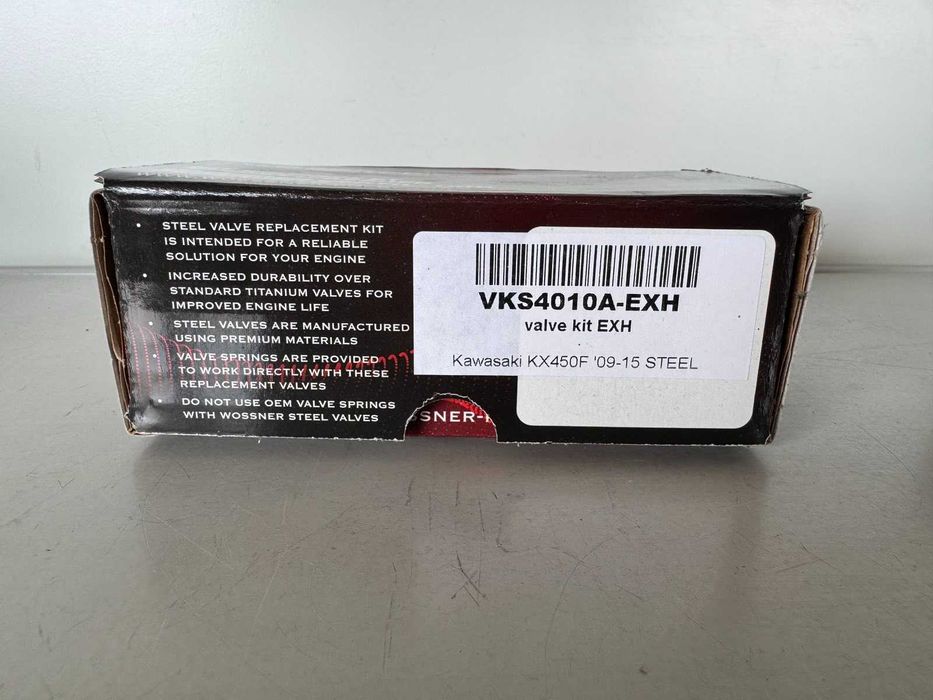 • STEEL VALVE REPLACEMENT KIT
IS INTENDED FOR A RELIABLE
SOLUTION FOR YOUR ENGINE
• INCREASED DURABILITY OVER
STANDARD TITANIUM VALVES FOR
IMPROVED ENGINE LIFE
• STEEL VALVES ARE MANUFACTURED
USING PREMIUM MATERIALS
• VALVE SPRINGS ARE PROVIDED
TO WORK DIRECTLY WITH THESE
REPLACEMENT VALVES
• DO NOT USE OEM VALVE SPRINGS
WITH WOSSNER STEEL VALVES
SNER-
VKS4010A-EXH
valve kit EXH
Kawasaki KX450F '09-15 STEEL